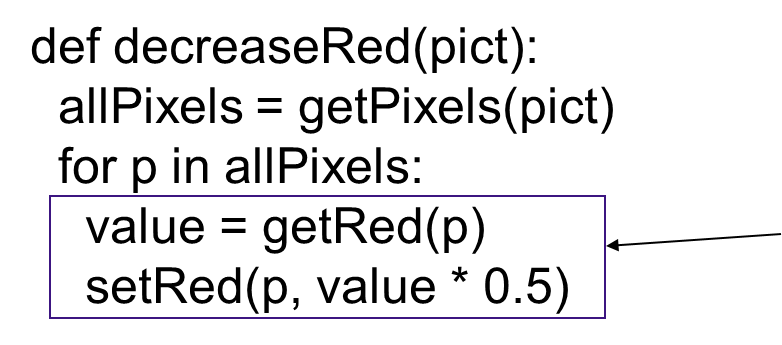 def decreaseRed(pict):
  allPixels = getPixels(pict)
  for p in allPixels:
    value = getRed(p)
    setRed(p, value * 0.5)